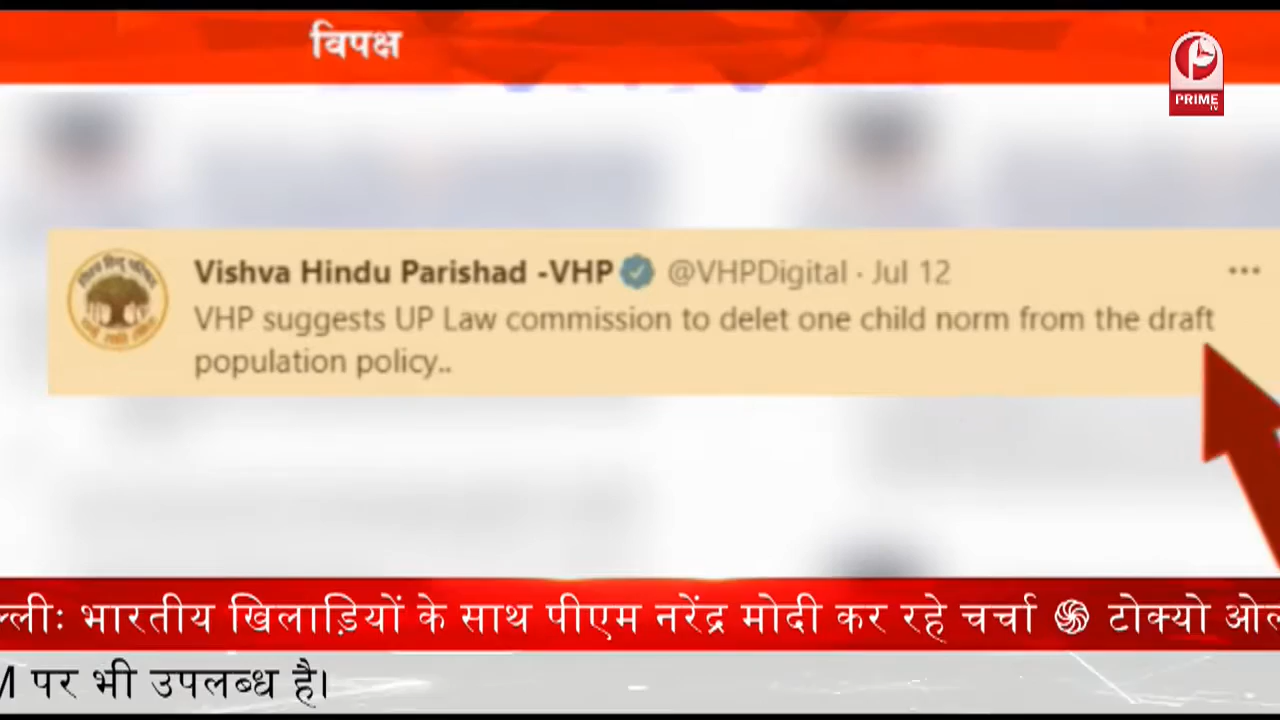 विपक्ष
PRIME
TV
Vishva Hindu Parishad -VHP @VHPDigital · Jul 12
VHP suggests UP Law commission to delet one child norm from the draft
population policy..
भारतीय खिलाड़ियों के साथ पीएम नरेंद्र मोदी कर रहे चर्चा टोक्यो
पर भी उपलब्ध है।